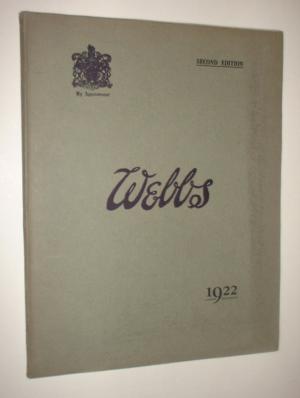 By Appointment
SECOND EDITION
Webbs
1922